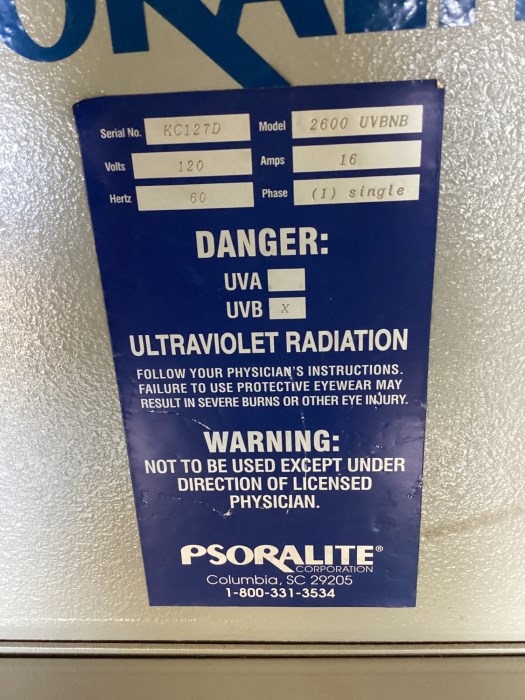 Serial No. KC127D Model 2600 UVBNB
Volts 120 Amps 16
Hertz 60 Phase (1) single
DANGER:
UVA
UVB X
ULTRAVIOLET RADIATION
FOLLOW YOUR PHYSICIAN'S INSTRUCTIONS.
FAILURE TO USE PROTECTIVE EYEWEAR MAY
RESULT IN SEVERE BURNS OR OTHER EYE INJURY.
WARNING:
NOT TO BE USED EXCEPT UNDER
DIRECTION OF LICENSED
PHYSICIAN.
PSORALITE®
CORPORATION
Columbia, SC 29205
1-800-331-3534